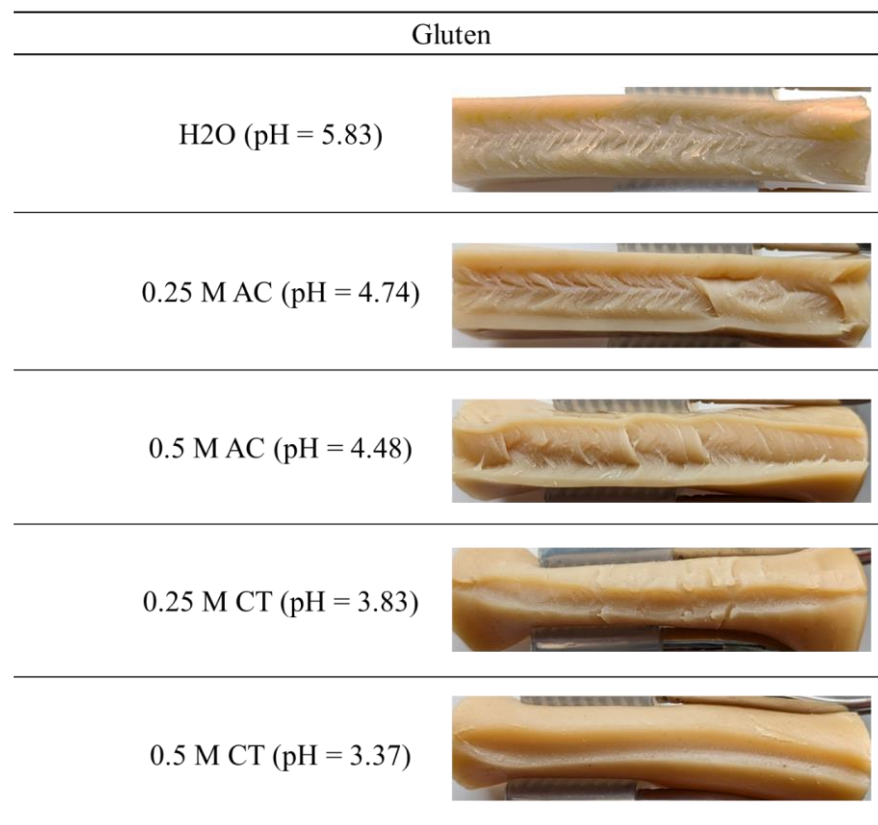 Gluten
H2O (pH = 5.83)
0.25 M AC (pH = 4.74)
0.5 M AC (pH = 4.48)
0.25 M CT (pH = 3.83)
0.5 M CT (pH = 3.37)